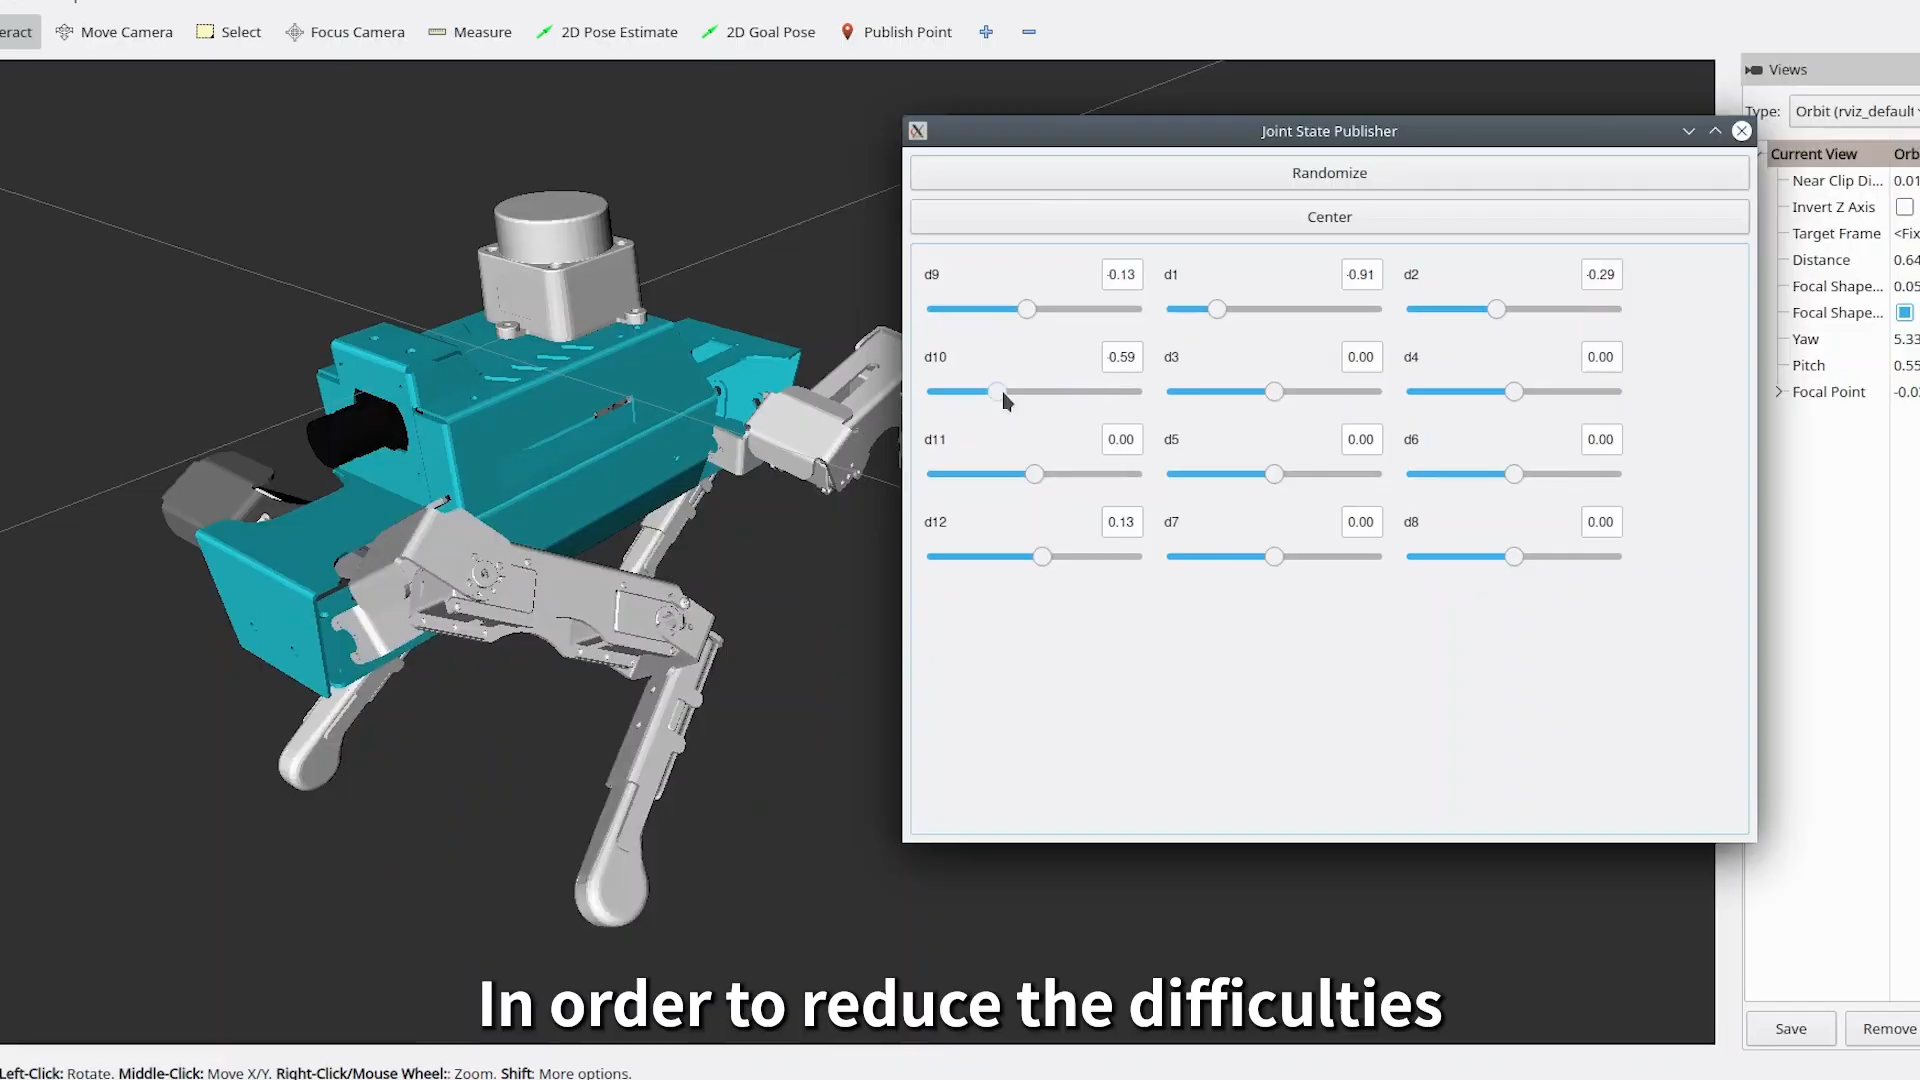 eract Move Camera Select Focus Camera Measure 2D Pose Estimate 2D Goal Pose Publish Point
Views
Type: Orbit (rviz_default
Joint State Publisher
Randomize
Center
Current View Orb
Near Clip Di... 0.01
Invert Z Axis
Target Frame <Fix
Distance 0.64
Focal Shape... 0.05
Focal Shape...
Yaw 5.33
Pitch 0.55
Focal Point -0.0
d9 -0.13 d1 -0.91 d2 -0.29
d10 -0.59 d3 0.00 d4 0.00
d11 0.00 d5 0.00 d6 0.00
d12 0.13 d7 0.00 d8 0.00
In order to reduce the difficulties
Save Remove
Left-Click: Rotate. Middle-Click: Move X/Y. Right-Click/Mouse Wheel:: Zoom. Shift: More options.